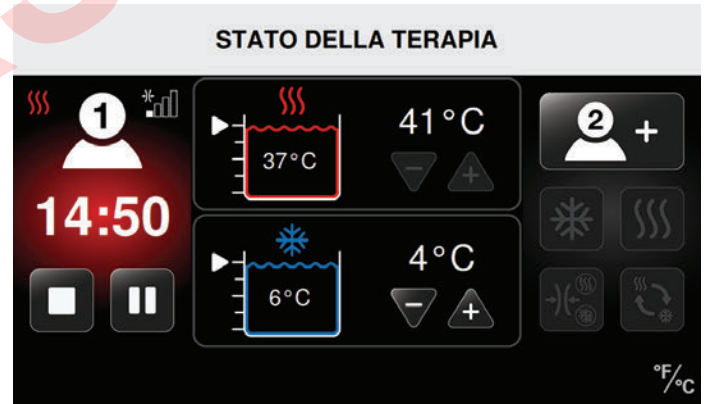 STATO DELLA TERAPIA
1
14:50
37°C
41°C
6°C
4°C
2 +
°F/°C